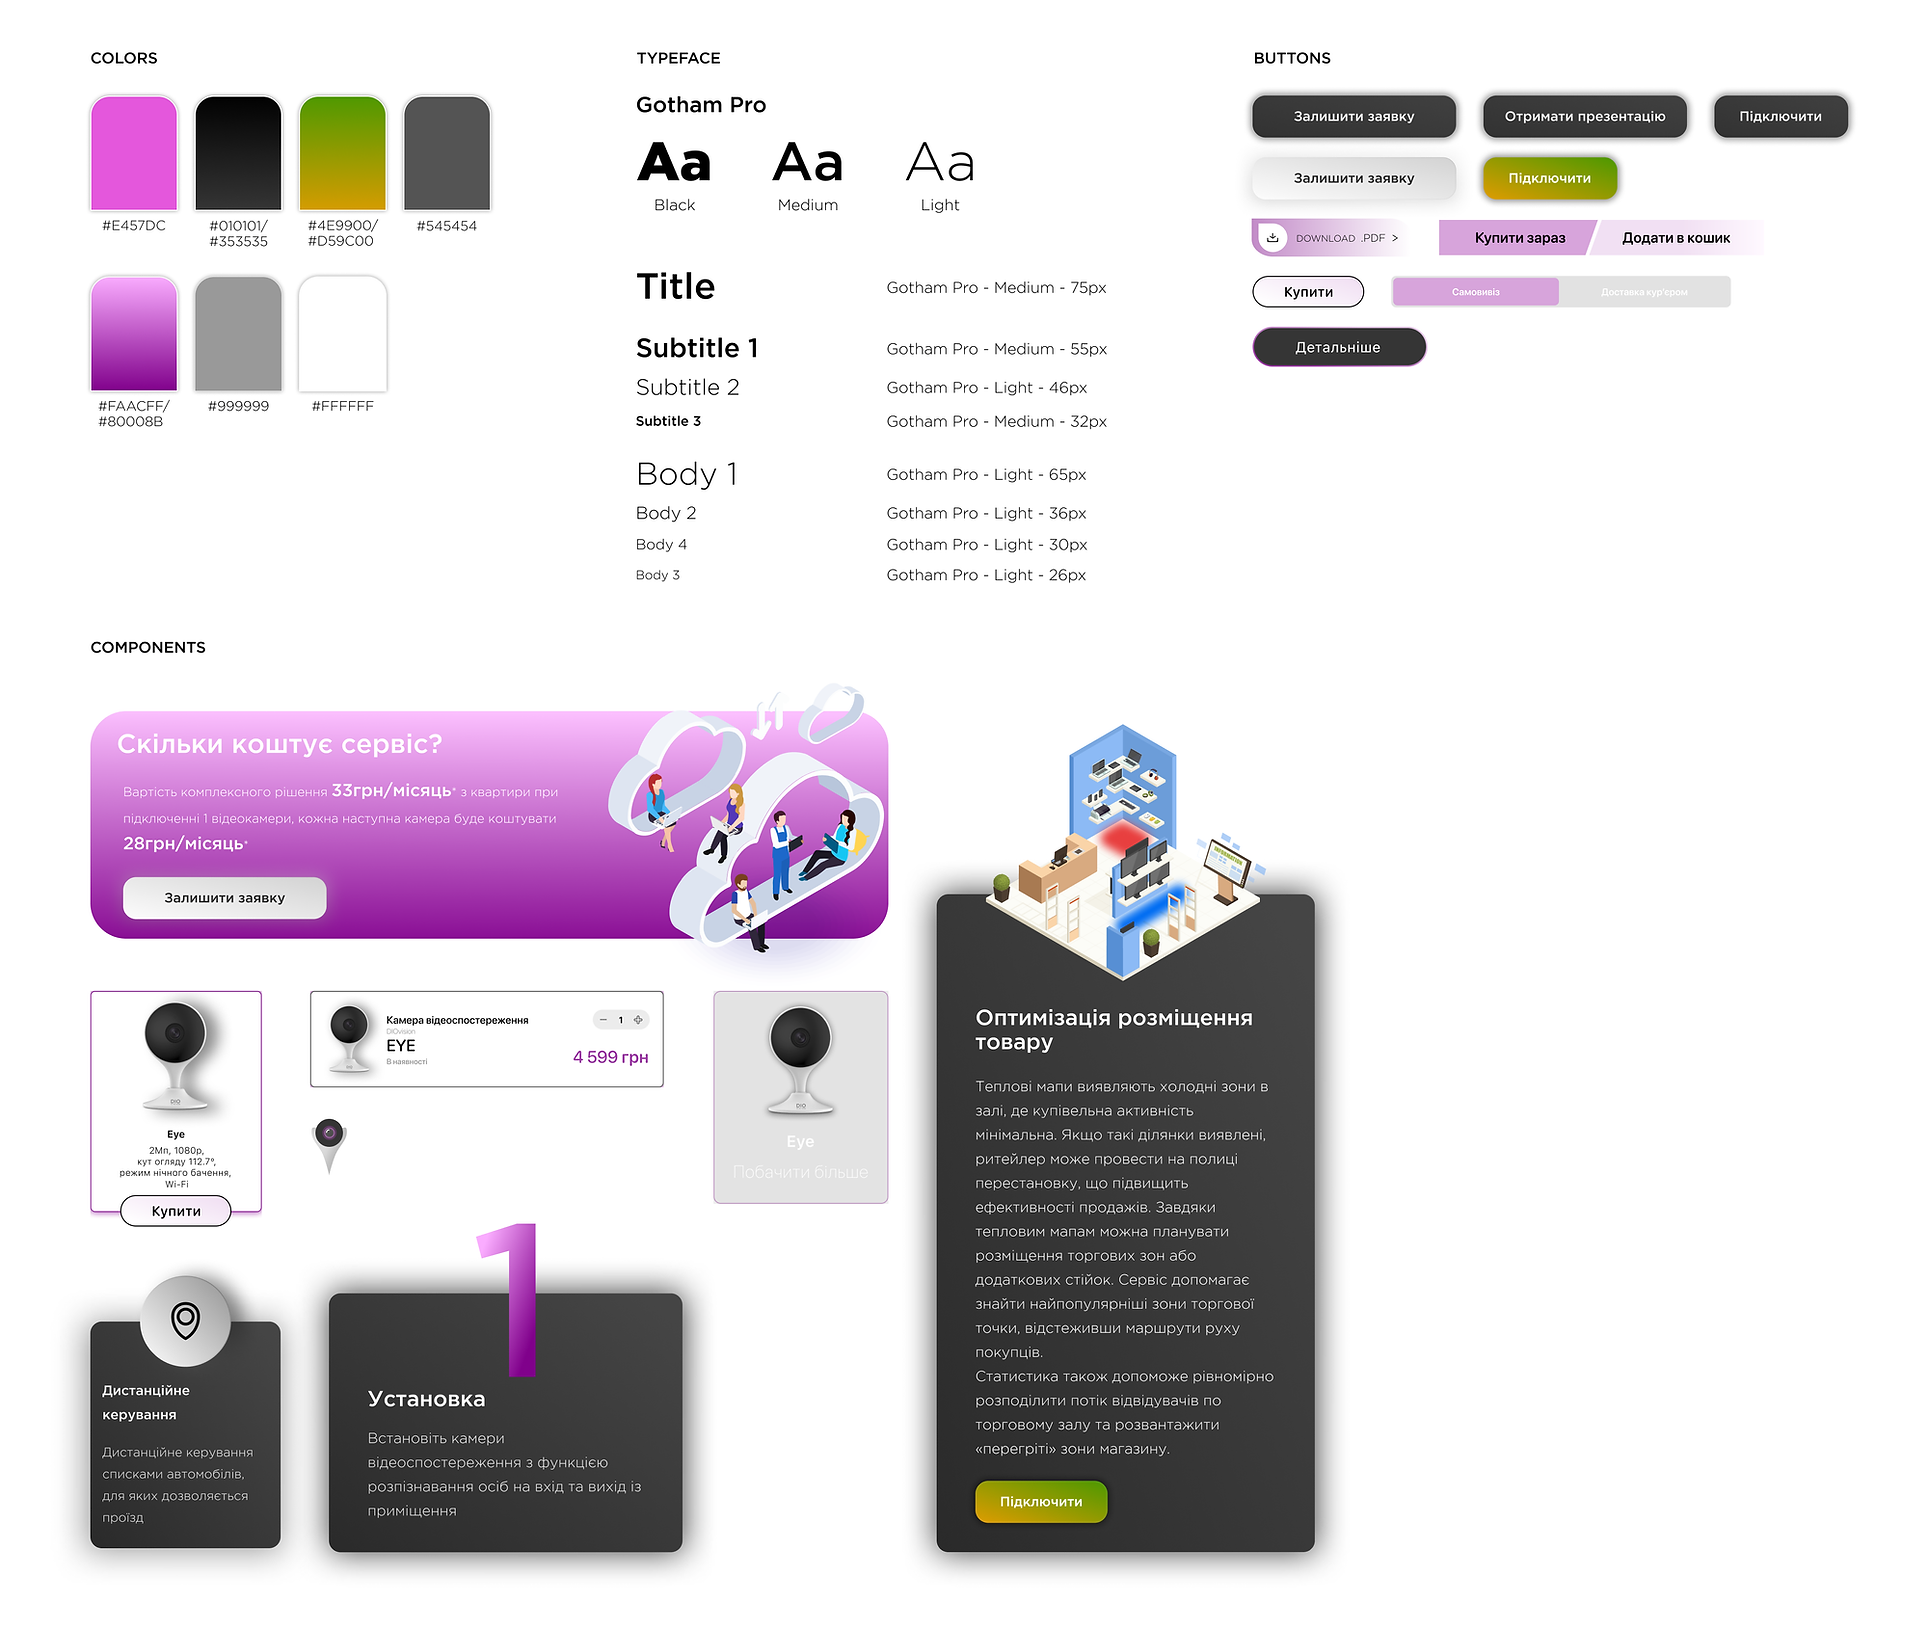 COLORS
#E457DC
#010101/
#353535
#4E9900/
#D59C00
#545454
#FAACFF/
#80008B
#999999
#FFFFFF
TYPEFACE
Gotham Pro
Aa Aa Aa
Black Medium Light
Title Gotham Pro - Medium - 75px
Subtitle 1 Gotham Pro - Medium - 55px
Subtitle 2 Gotham Pro - Light - 46px
Subtitle 3 Gotham Pro - Medium - 32px
Body 1 Gotham Pro - Light - 65px
Body 2 Gotham Pro - Light - 36px
Body 4 Gotham Pro - Light - 30px
Body 3 Gotham Pro - Light - 26px
BUTTONS
Залишити заявку Отримати презентацію Підключити
Залишити заявку Підключити
DOWNLOAD .PDF > Купити зараз Додати в кошик
Купити Самовивіз Доставка кур'єром
Детальніше
COMPONENTS
Скільки коштує сервіс?
Вартість комплексного рішення 33грн/місяць* з квартири при
підключенні 1 відеокамери, кожна наступна камера буде коштувати
28грн/місяць*
Залишити заявку
DIO
Eye
2Мп, 1080p,
кут огляду 112.7°,
режим нічного бачення,
Wi-Fi
Купити
Камера відеоспостереження
DIOvision
EYE
В наявності
− 1 +
4 599 грн
DIO
Eye
Побачити більше
INFORMATION
Оптимізація розміщення
товару
Теплові мапи виявляють холодні зони в
залі, де купівельна активність
мінімальна. Якщо такі ділянки виявлені,
ритейлер може провести на полиці
перестановку, що підвищить
ефективності продажів. Завдяки
тепловим мапам можна планувати
розміщення торгових зон або
додаткових стійок. Сервіс допомагає
знайти найпопулярніші зони торгової
точки, відстеживши маршрути руху
покупців.
Статистика також допоможе рівномірно
розподілити потік відвідувачів по
торговому залу та розвантажити
«перегріті» зони магазину.
Підключити
Дистанційне
керування
Дистанційне керування
списками автомобілів,
для яких дозволяється
проїзд
1
Установка
Встановіть камери
відеоспостереження з функцією
розпізнавання осіб на вхід та вихід із
приміщення